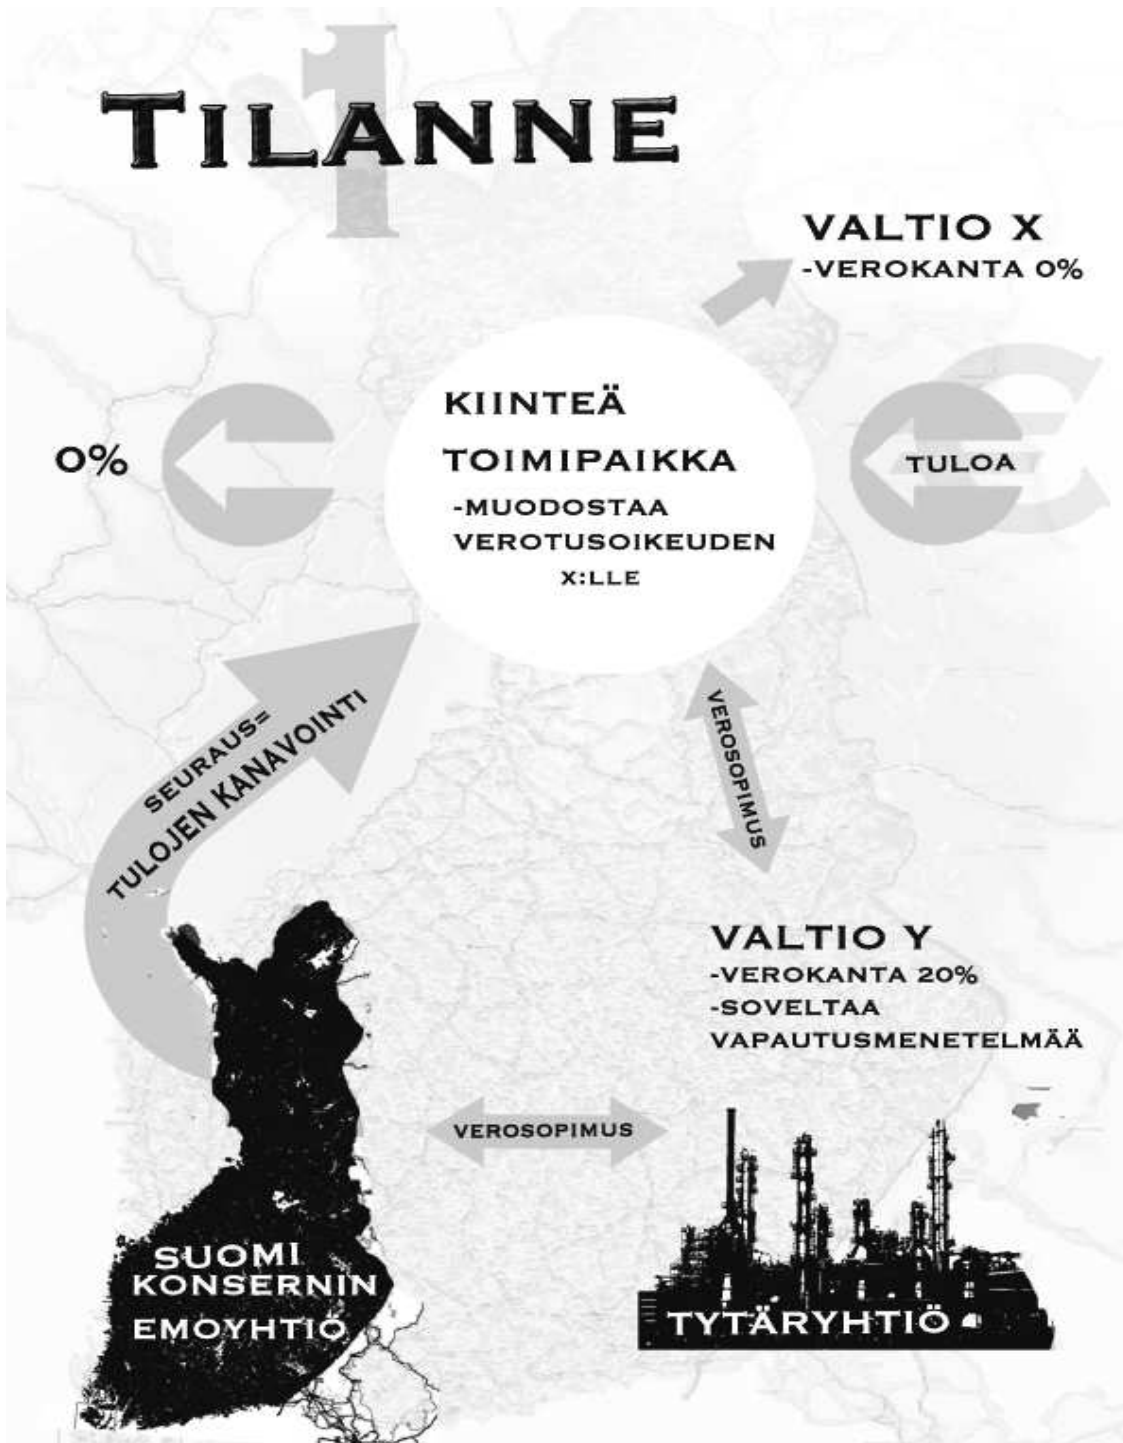 1
TILANNE
VALTIO X
-VEROKANTA 0%
KIINTEÄ
TOIMIPAIKKA
-MUODOSTAA
VEROTUSOIKEUDEN
X:LLE
0%
€
TULOA
SEURAUS=
TULOJEN KANAVOINTI
VEROSOPIMUS
VALTIO Y
-VEROKANTA 20%
-SOVELTAA
VAPAUTUSMENETELMÄÄ
VEROSOPIMUS
SUOMI
KONSERNIN
EMOYHTIÖ
TYTÄRYHTIÖ